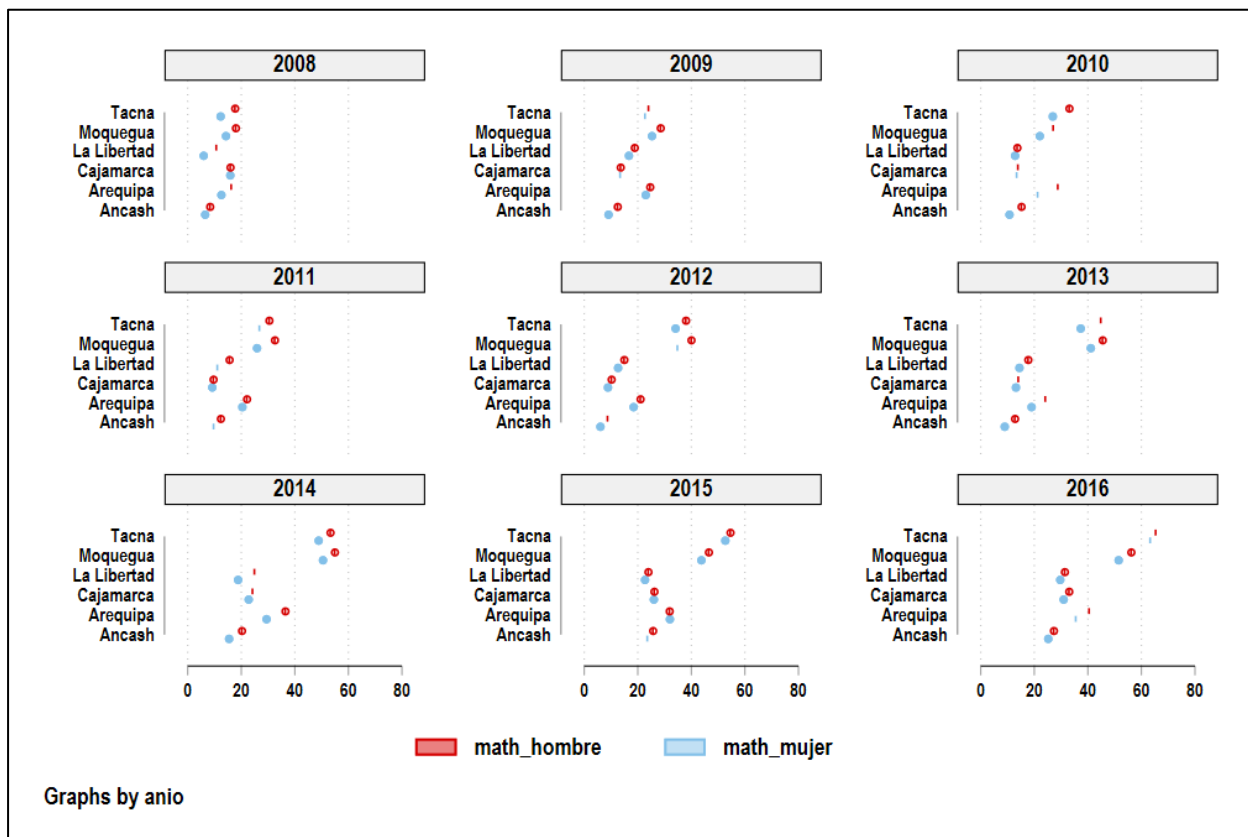 2008 2009 2010
Tacna Tacna Tacna
Moquegua Moquegua Moquegua
La Libertad La Libertad La Libertad
Cajamarca Cajamarca Cajamarca
Arequipa Arequipa Arequipa
Ancash Ancash Ancash
2011 2012 2013
Tacna Tacna Tacna
Moquegua Moquegua Moquegua
La Libertad La Libertad La Libertad
Cajamarca Cajamarca Cajamarca
Arequipa Arequipa Arequipa
Ancash Ancash Ancash
2014 2015 2016
Tacna Tacna Tacna
Moquegua Moquegua Moquegua
La Libertad La Libertad La Libertad
Cajamarca Cajamarca Cajamarca
Arequipa Arequipa Arequipa
Ancash Ancash Ancash
0 20 40 60 80 0 20 40 60 80 0 20 40 60 80
math_hombre math_mujer
Graphs by anio